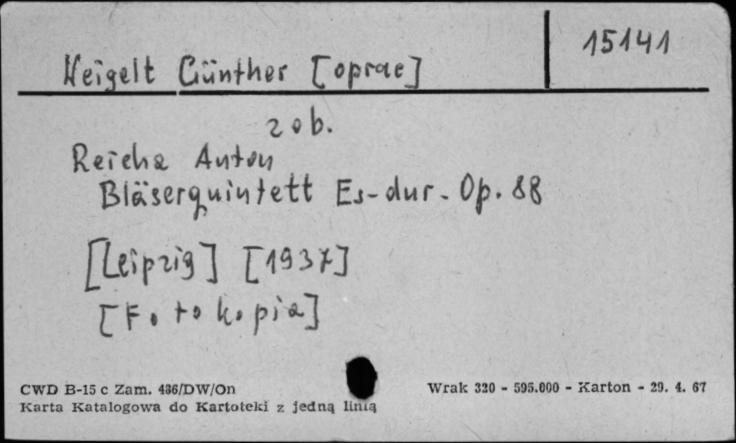 15141
Weigelt Günther [oprac]
zob.
Reicha Anton
Bläserquintett Es-dur. Op. 88
[Leipzig] [1937]
[Fotokopia]
CWD B-15 c Zam. 436/DW/On
Wrak 320 - 595.000 - Karton - 29. 4. 67
Karta Katalogowa do Kartoteki z jedną linią